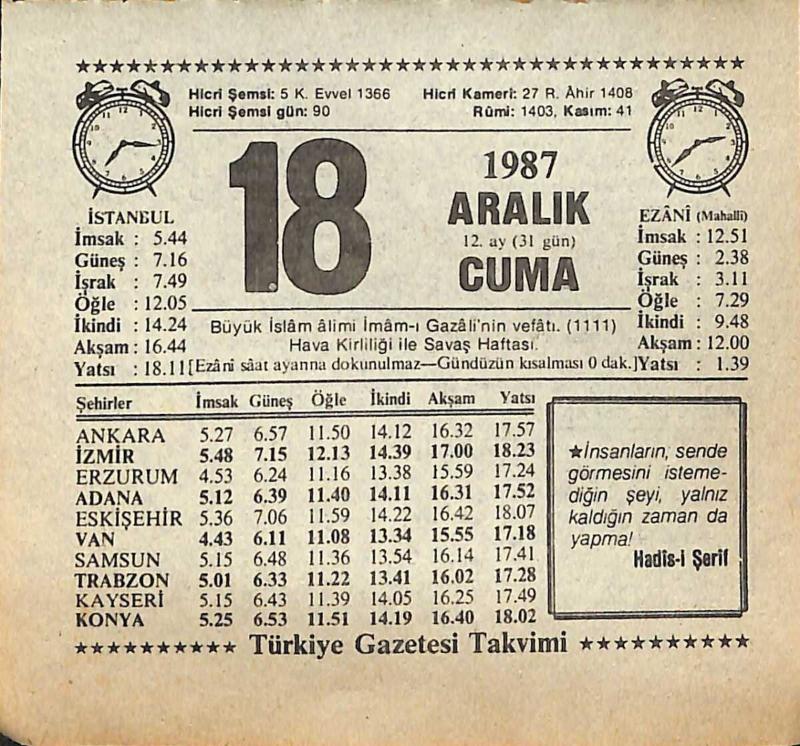 ★★★★★★★★★★★★★★★★★★★★★★★★★★★★★★★★★★★★★★★★
Hicrî Şemsî: 5 K. Evvel 1366 Hicrî Kamerî: 27 R. Âhir 1408
Hicrî Şemsî gün: 90 Rûmî: 1403, Kasım: 41
18
1987
ARALIK
12. ay (31 gün)
CUMA
İSTANBUL
İmsak : 5.44
Güneş : 7.16
İşrak : 7.49
Öğle : 12.05
İkindi : 14.24
Akşam : 16.44
Yatsı : 18.11
EZÂNÎ (Mahallî)
İmsak : 12.51
Güneş : 2.38
İşrak : 3.11
Öğle : 7.29
İkindi : 9.48
Akşam : 12.00
Yatsı : 1.39
Büyük İslâm âlimi İmâm-ı Gazâli'nin vefâtı. (1111)
Hava Kirliliği ile Savaş Haftası.
[Ezânî sâat ayarına dokunulmaz—Gündüzün kısalması 0 dak.]
Şehirler İmsak Güneş Öğle İkindi Akşam Yatsı
ANKARA 5.27 6.57 11.50 14.12 16.32 17.57
İZMİR 5.48 7.15 12.13 14.39 17.00 18.23
ERZURUM 4.53 6.24 11.16 13.38 15.59 17.24
ADANA 5.12 6.39 11.40 14.11 16.31 17.52
ESKİŞEHİR 5.36 7.06 11.59 14.22 16.42 18.07
VAN 4.43 6.11 11.08 13.34 15.55 17.18
SAMSUN 5.15 6.48 11.36 13.54 16.14 17.41
TRABZON 5.01 6.33 11.22 13.41 16.02 17.28
KAYSERİ 5.15 6.43 11.39 14.05 16.25 17.49
KONYA 5.25 6.53 11.51 14.19 16.40 18.02
★İnsanların, sende
görmesini isteme-
diğin şeyi, yalnız
kaldığın zaman da
yapma!
Hadîs-i Şerîf
★★★★★★★★★★ Türkiye Gazetesi Takvimi ★★★★★★★★★★